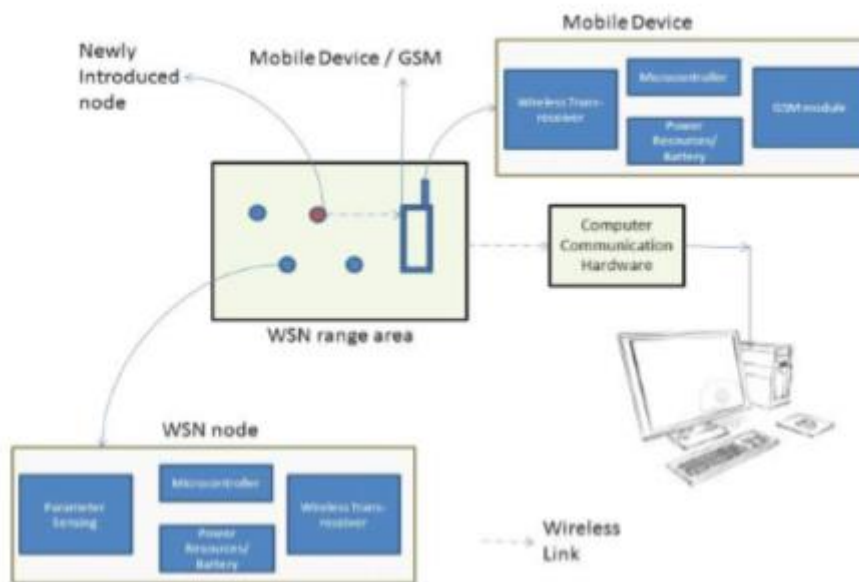 Mobile Device
Newly
Introduced
node
Mobile Device / GSM
Wireless Trans-
receiver
Microcontroller
Power
Resources/
Battery
GSM module
Computer
Communication
Hardware
WSN range area
WSN node
Parameter
Sensing
Microcontroller
Power
Resources/
Battery
Wireless Trans-
receiver
Wireless
Link